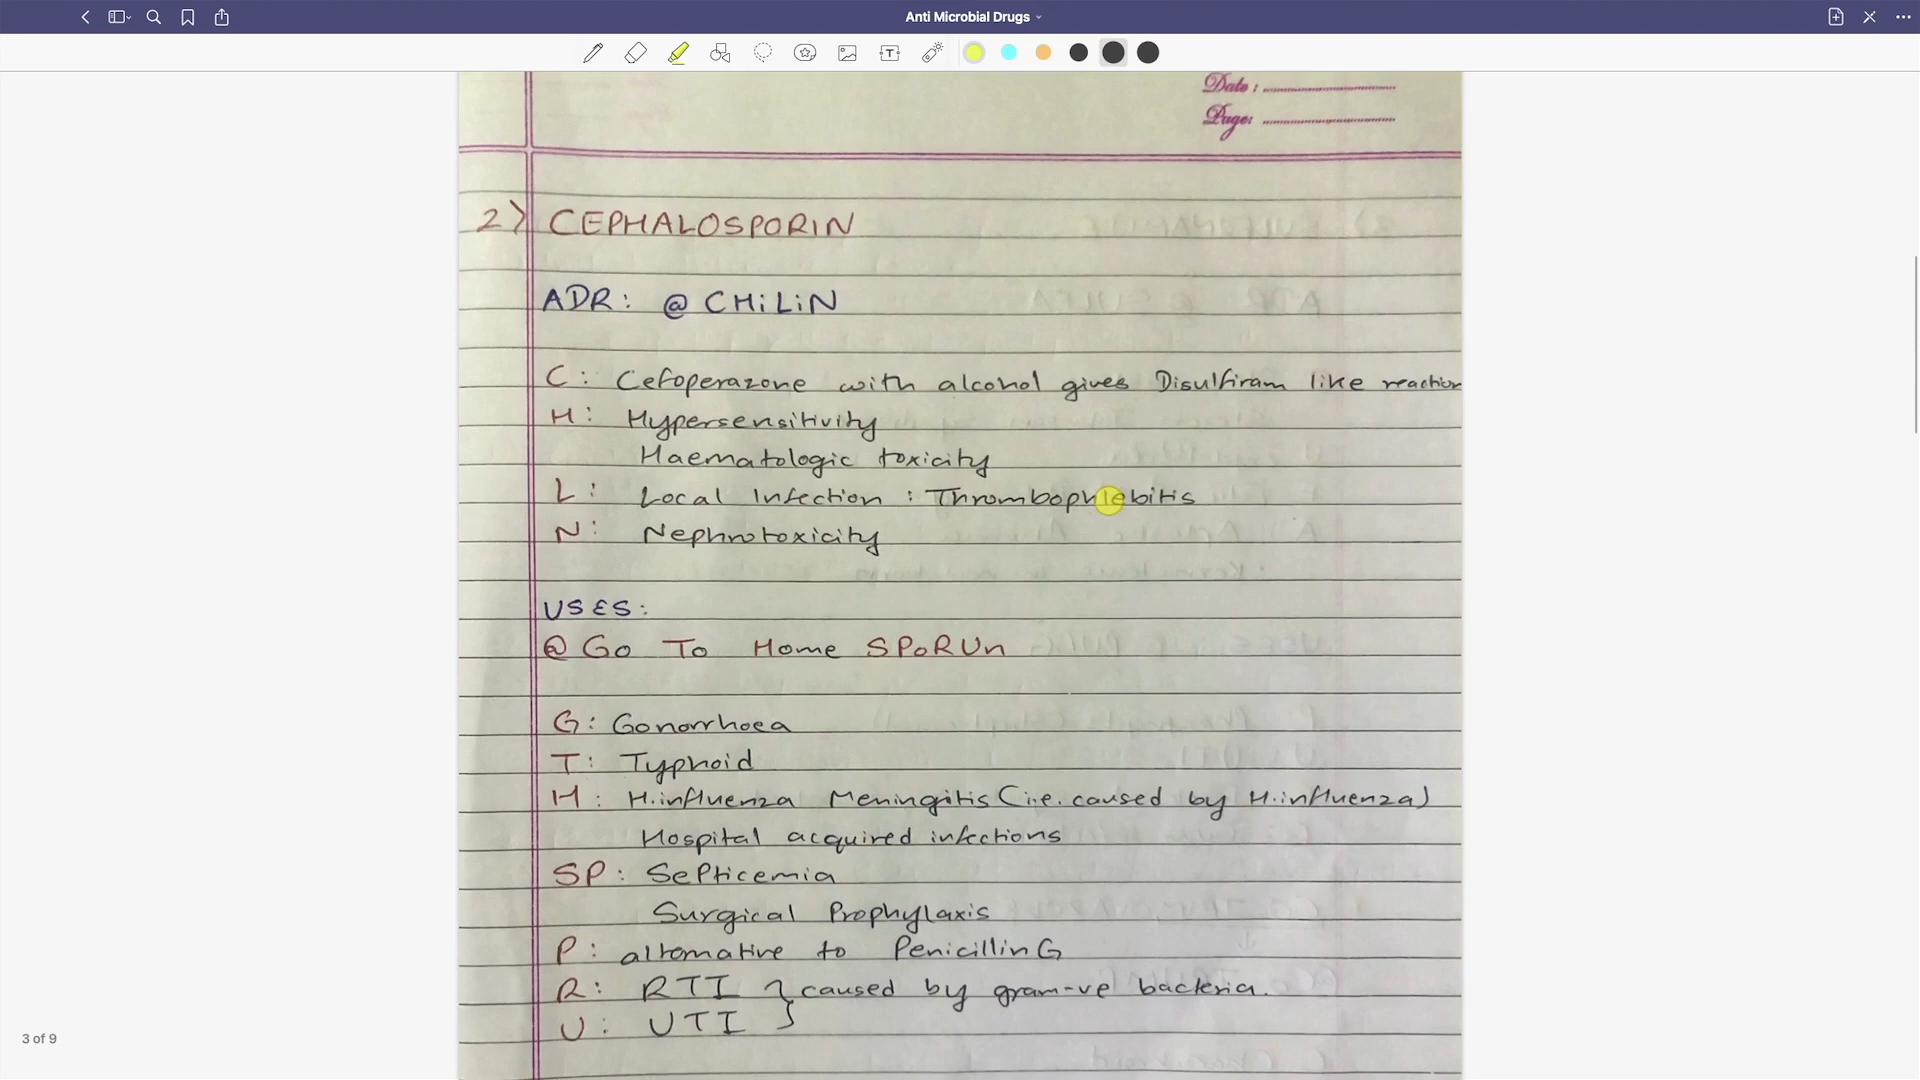 Anti Microbial Drugs
Date :
Page:
2) CEPHALOSPORIN
ADR: @ CHiLiN
C: Cefoperazone with alcohol gives Disulfiram like reaction
H: Hypersensitivity
Haematologic toxicity
L: Local Infection : Thrombophlebitis
N: Nephrotoxicity
USES:
@ Go To Home SPoRUn
G: Gonorrhoea
T: Typhoid
H: H.influenza Meningitis (i.e. caused by H.influenza)
Hospital acquired infections
SP: SePticemia
Surgical Prophylaxis
P: alternative to Penicillin G
R: RTI } caused by gram-ve bacteria.
U: UTI }
3 of 9